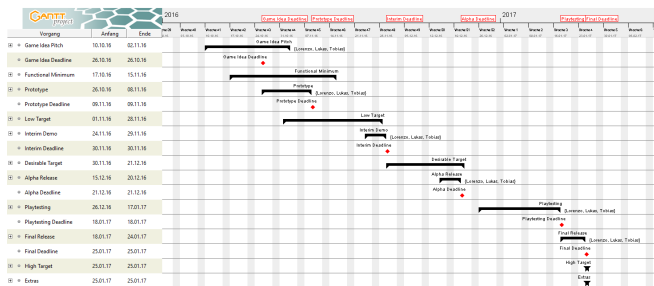 GANTT
project
2016
2017
Game Idea Deadline
Prototype Deadline
Interim Deadline
Alpha Deadline
Playtesting
Final Deadline
Vorgang Anfang Ende
Game Idea Pitch 10.10.16 02.11.16
Game Idea Deadline 26.10.16 26.10.16
Functional Minimum 17.10.16 15.11.16
Prototype 26.10.16 08.11.16
Prototype Deadline 09.11.16 09.11.16
Low Target 01.11.16 28.11.16
Interim Demo 24.11.16 29.11.16
Interim Deadline 30.11.16 30.11.16
Desirable Target 30.11.16 21.12.16
Alpha Release 15.12.16 20.12.16
Alpha Deadline 21.12.16 21.12.16
Playtesting 26.12.16 17.01.17
Playtesting Deadline 18.01.17 18.01.17
Final Release 18.01.17 24.01.17
Final Deadline 25.01.17 25.01.17
High Target 25.01.17 25.01.17
Extras 25.01.17 25.01.17
Game Idea Pitch
[Lorenzo, Lukas, Tobias]
Game Idea Deadline
Functional Minimum
Prototype
[Lorenzo, Lukas, Tobias]
Prototype Deadline
Low Target
Interim Demo
[Lorenzo, Lukas, Tobias]
Interim Deadline
Desirable Target
Alpha Release
[Lorenzo, Lukas, Tobias]
Alpha Deadline
Playtesting
[Lorenzo, Lukas, Tobias]
Playtesting Deadline
Final Release
[Lorenzo, Lukas, Tobias]
Final Deadline
High Target
Extras